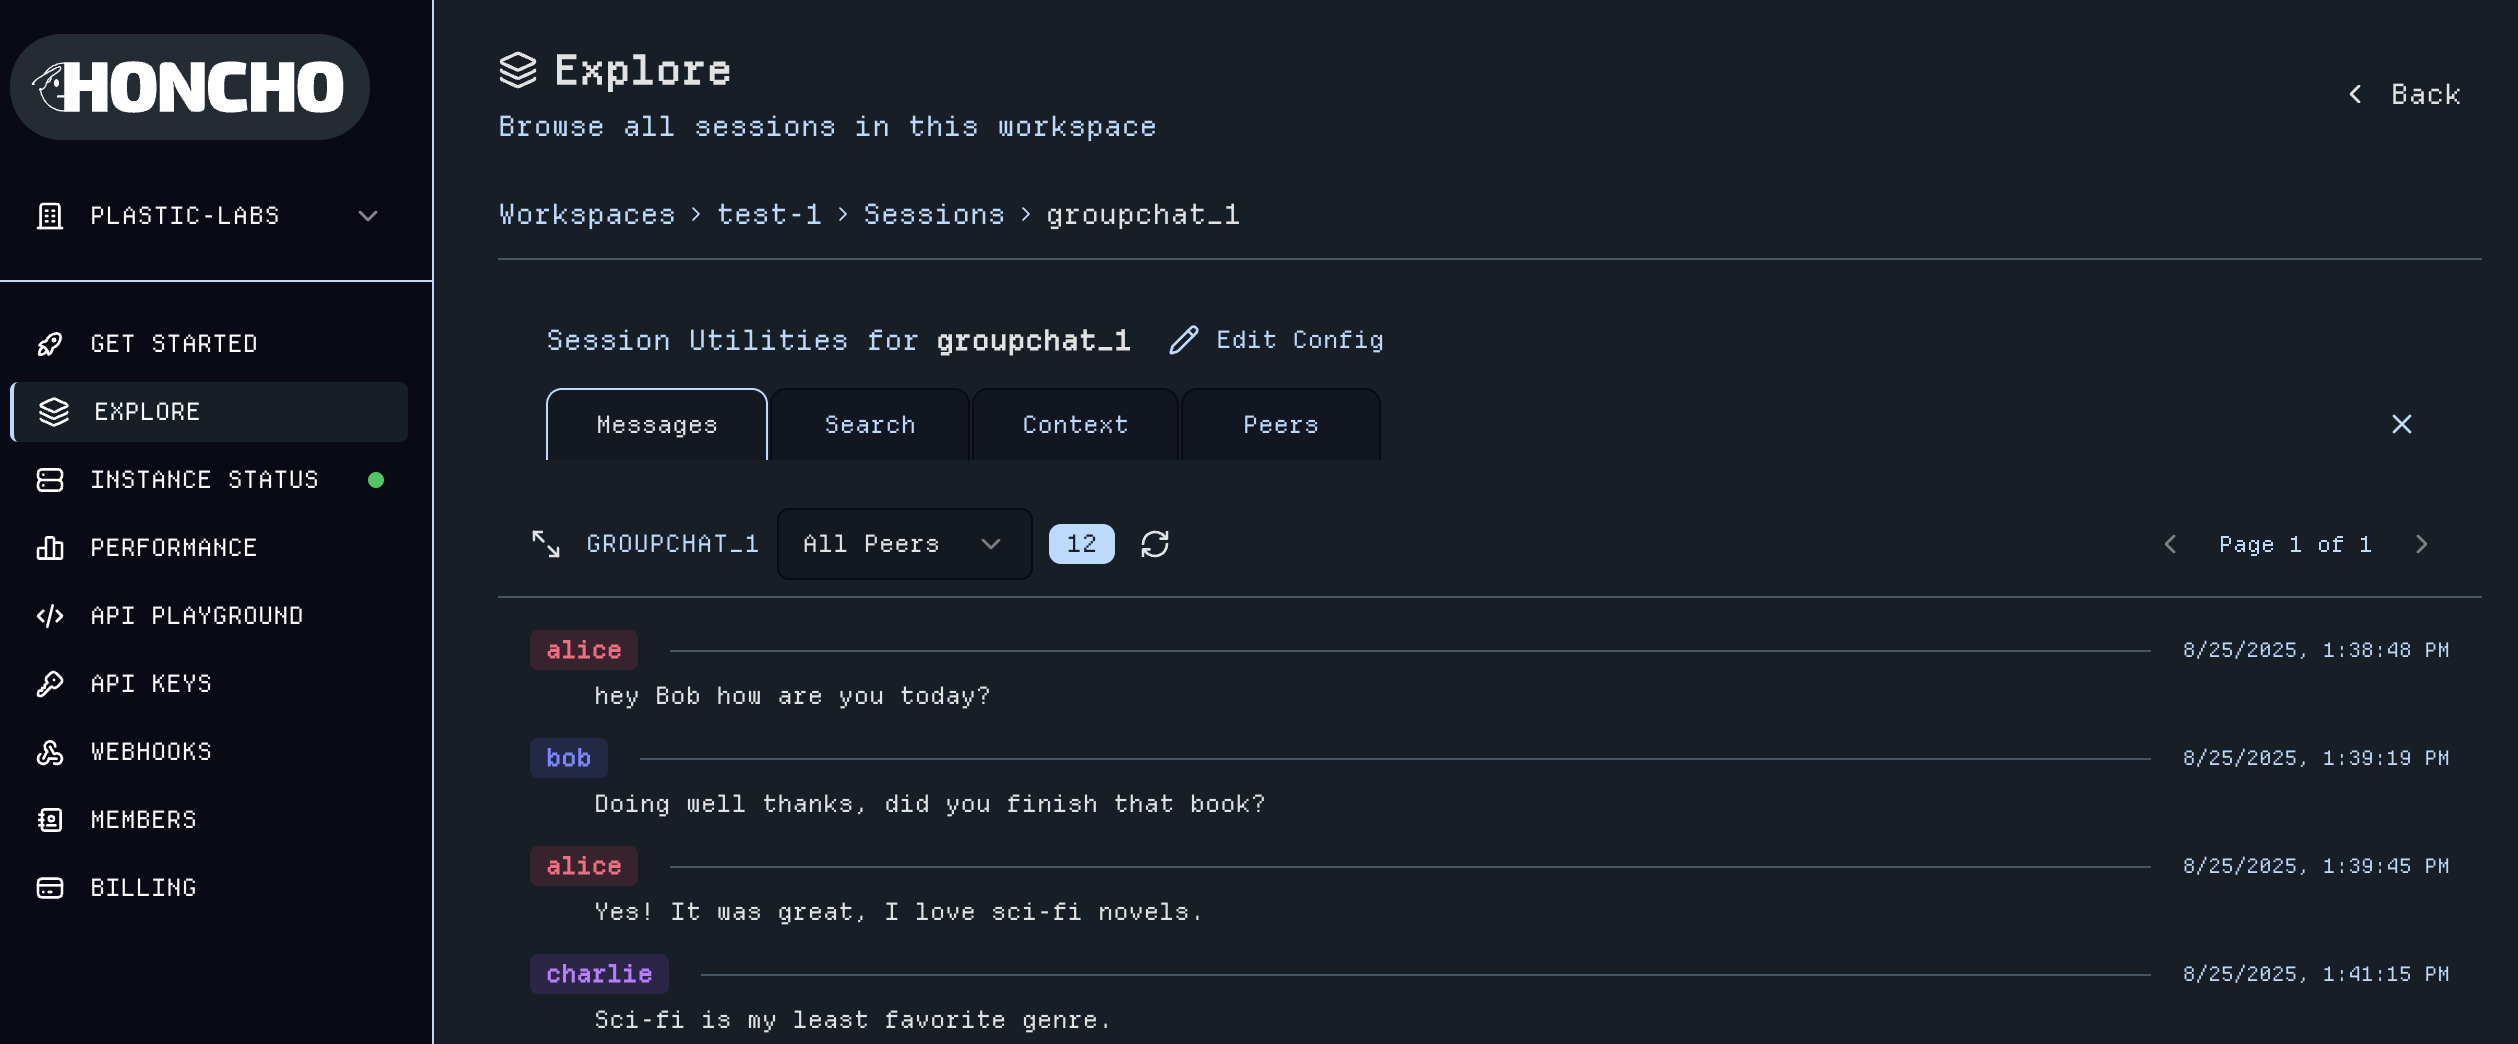 HONCHO
PLASTIC-LABS
GET STARTED
EXPLORE
INSTANCE STATUS
PERFORMANCE
API PLAYGROUND
API KEYS
WEBHOOKS
MEMBERS
BILLING
Explore
Back
Browse all sessions in this workspace
Workspaces > test-1 > Sessions > groupchat_1
Session Utilities for groupchat_1 Edit Config
Messages Search Context Peers
GROUPCHAT_1 All Peers 12 Page 1 of 1
alice 8/25/2025, 1:38:48 PM
hey Bob how are you today?
bob 8/25/2025, 1:39:19 PM
Doing well thanks, did you finish that book?
alice 8/25/2025, 1:39:45 PM
Yes! It was great, I love sci-fi novels.
charlie 8/25/2025, 1:41:15 PM
Sci-fi is my least favorite genre.